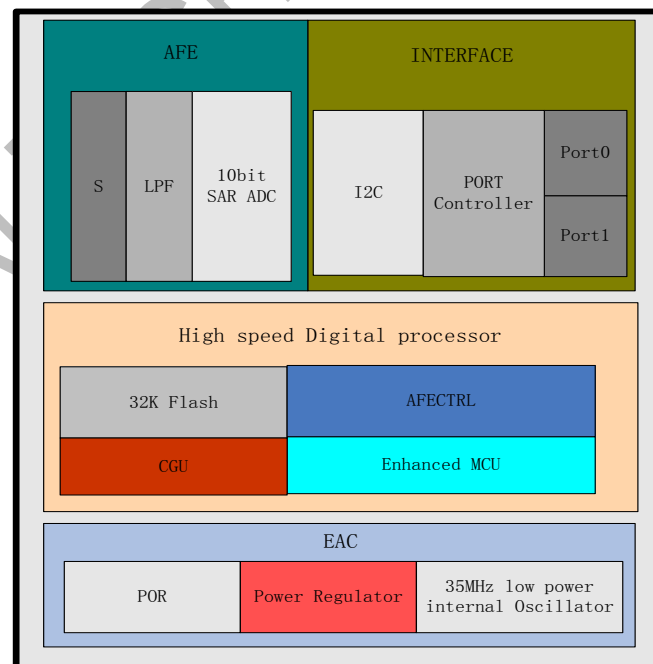 AFE
INTERFACE
S
LPF
10bit
SAR ADC
I2C
PORT
Controller
Port0
Port1
High speed Digital processor
32K Flash
AFECTRL
CGU
Enhanced MCU
EAC
POR
Power Regulator
35MHz low power
internal Oscillator